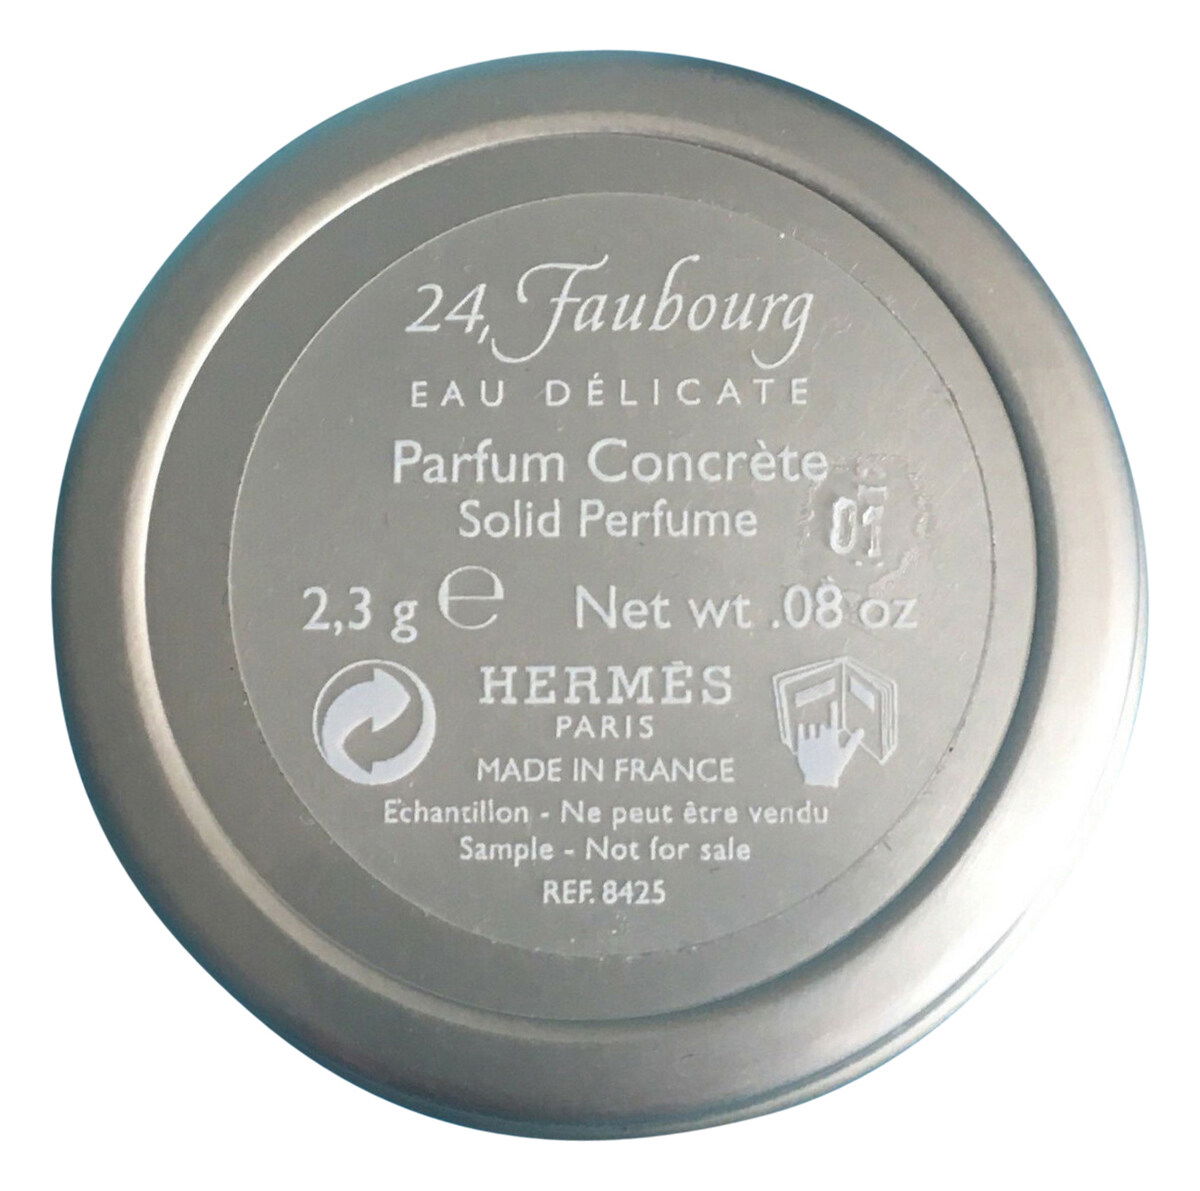 24, Faubourg
EAU DÉLICATE
Parfum Concrète
Solid Perfume
01
2,3 g ℮ Net wt .08 oz
HERMÈS
PARIS
MADE IN FRANCE
Echantillon - Ne peut être vendu
Sample - Not for sale
REF. 8425